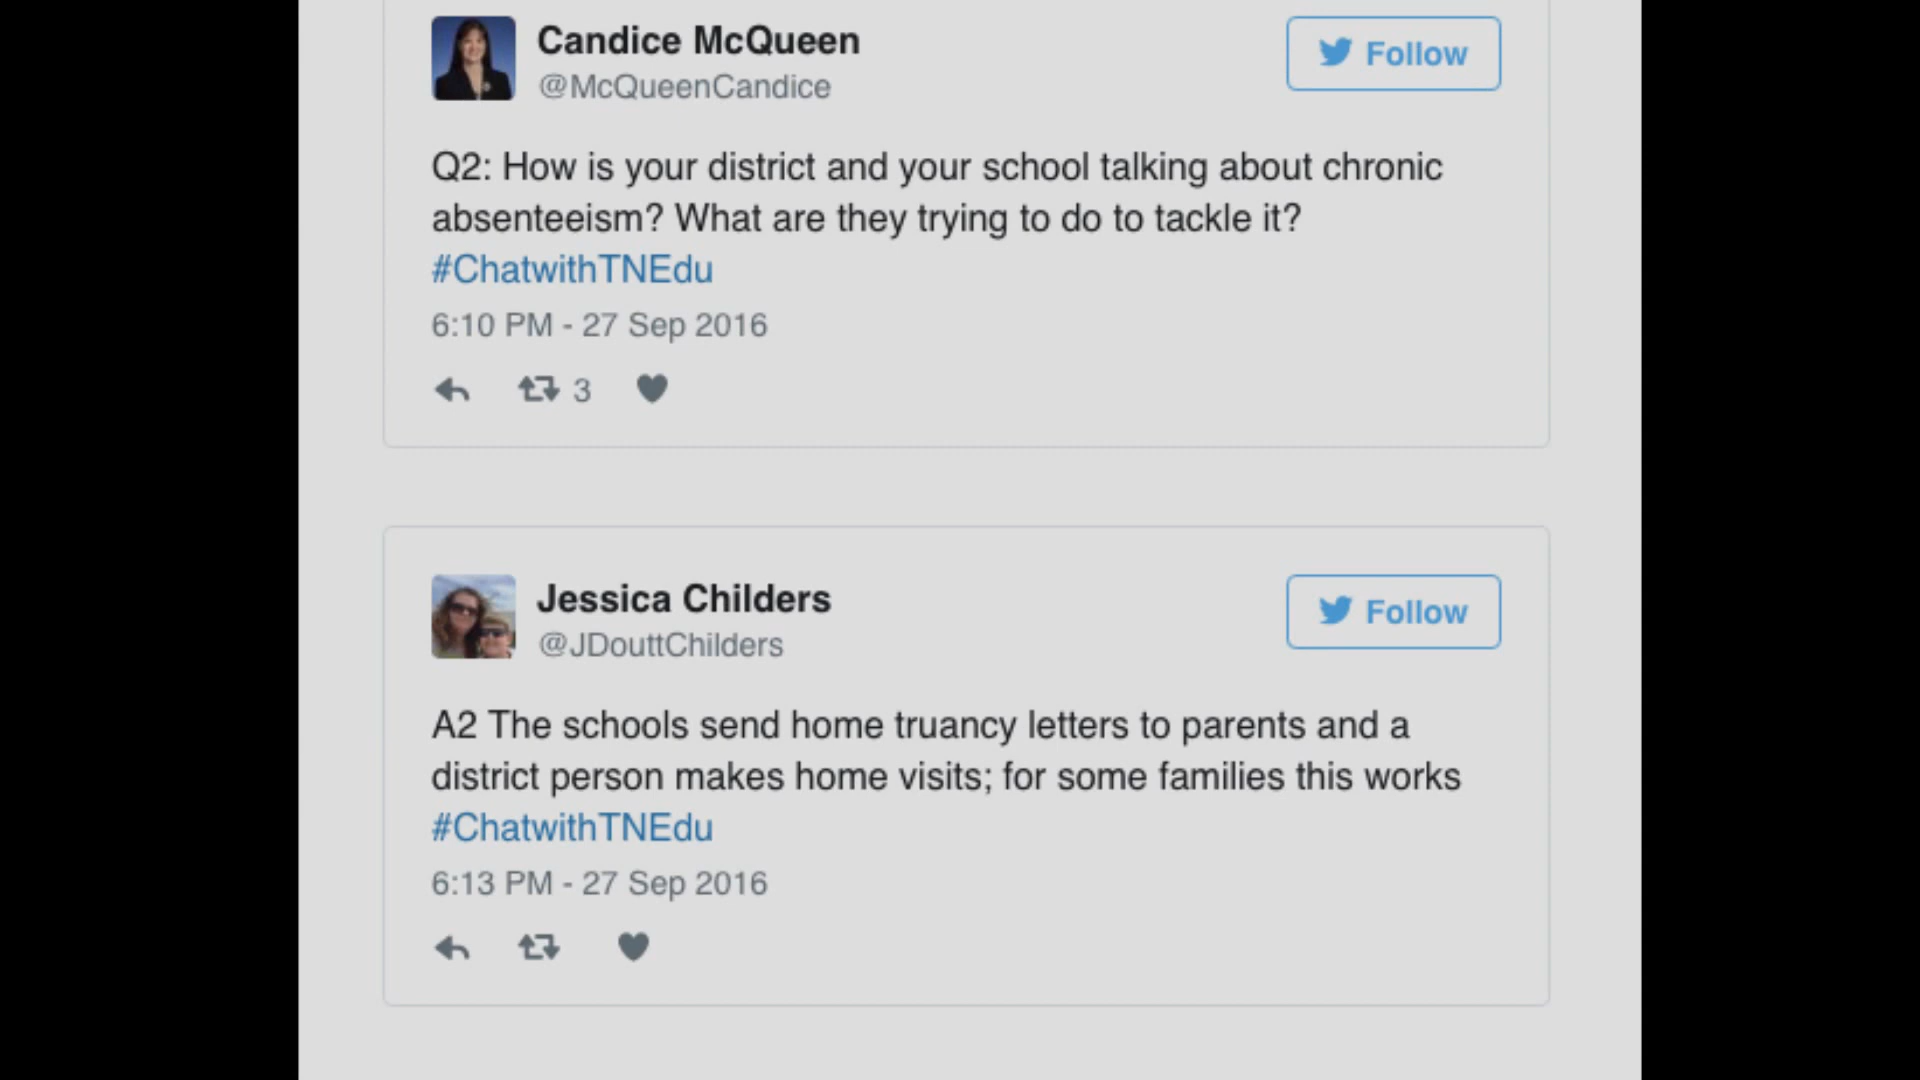 Candice McQueen
Follow
@McQueenCandice
Q2: How is your district and your school talking about chronic
absenteeism? What are they trying to do to tackle it?
#ChatwithTNEdu
6:10 PM - 27 Sep 2016
3
Jessica Childers
Follow
@JDouttChilders
A2 The schools send home truancy letters to parents and a
district person makes home visits; for some families this works
#ChatwithTNEdu
6:13 PM - 27 Sep 2016